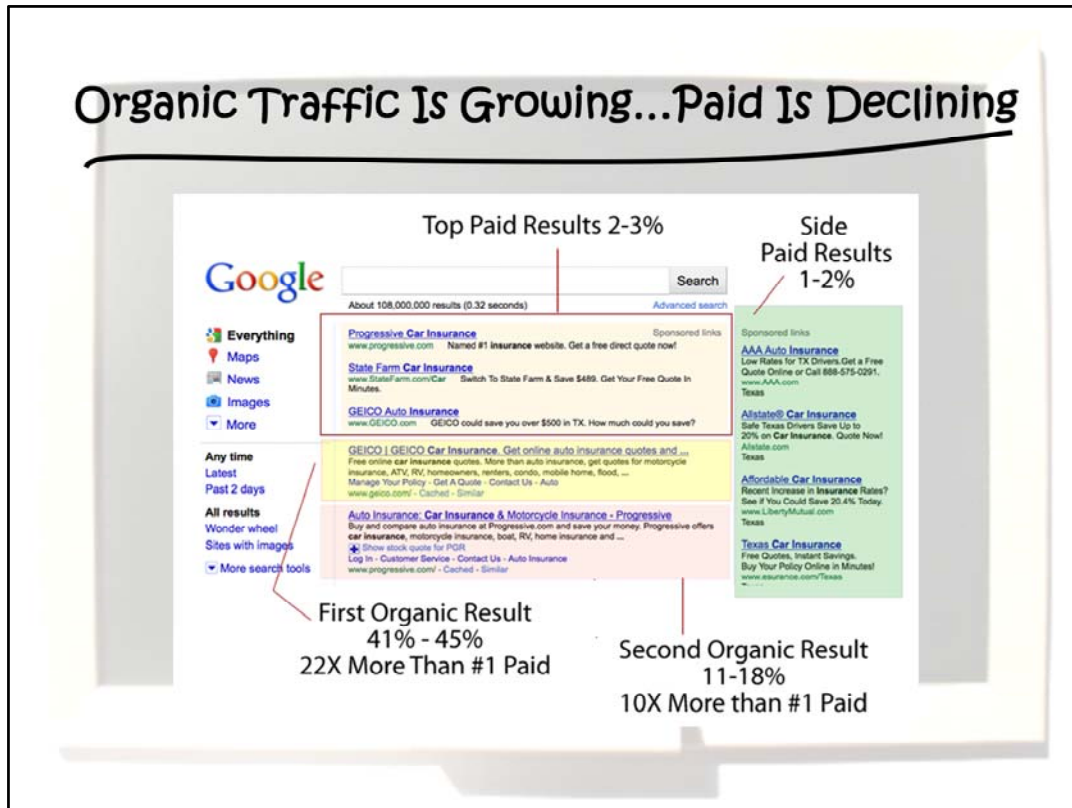 Organic Traffic Is Growing...Paid Is Declining
Top Paid Results 2-3%
Side
Paid Results
1-2%
Google
Search
About 108,000,000 results (0.32 seconds)
Advanced search
Everything
Maps
News
Images
More
Any time
Latest
Past 2 days
All results
Wonder wheel
Sites with images
More search tools
Progressive Car Insurance
Sponsored links
www.progressive.com Named #1 insurance website. Get a free direct quote now!
State Farm Car Insurance
www.StateFarm.com/Car Switch To State Farm & Save $489. Get Your Free Quote In
Minutes.
GEICO Auto Insurance
www.GEICO.com GEICO could save you over $500 in TX. How much could you save?
GEICO | GEICO Car Insurance. Get online auto insurance quotes and ...
Free online car insurance quotes. More than auto insurance, get quotes for motorcycle
insurance, ATV, RV, homeowners, renters, condo, mobile home, flood, ...
Manage Your Policy - Get A Quote - Contact Us - Auto
www.geico.com/ - Cached - Similar
Auto Insurance: Car Insurance & Motorcycle Insurance - Progressive
Buy and compare auto insurance at Progressive.com and save your money. Progressive offers
car insurance, motorcycle insurance, boat, RV, home insurance and ...
Show stock quote for PGR
Log In - Customer Service - Contact Us - Auto Insurance
www.progressive.com/ - Cached - Similar
Sponsored links
AAA Auto Insurance
Low Rates for TX Drivers.Get a Free
Quote Online or Call 888-575-0291.
www.AAA.com
Texas
Allstate® Car Insurance
Safe Texas Drivers Save Up to
20% on Car Insurance. Quote Now!
Allstate.com
Texas
Affordable Car Insurance
Recent Increase in Insurance Rates?
See if You Could Save 20.4% Today.
www.LibertyMutual.com
Texas
Texas Car Insurance
Free Quotes, Instant Savings.
Buy Your Policy Online in Minutes!
www.esurance.com/Texas
First Organic Result
41% - 45%
22X More Than #1 Paid
Second Organic Result
11-18%
10X More than #1 Paid